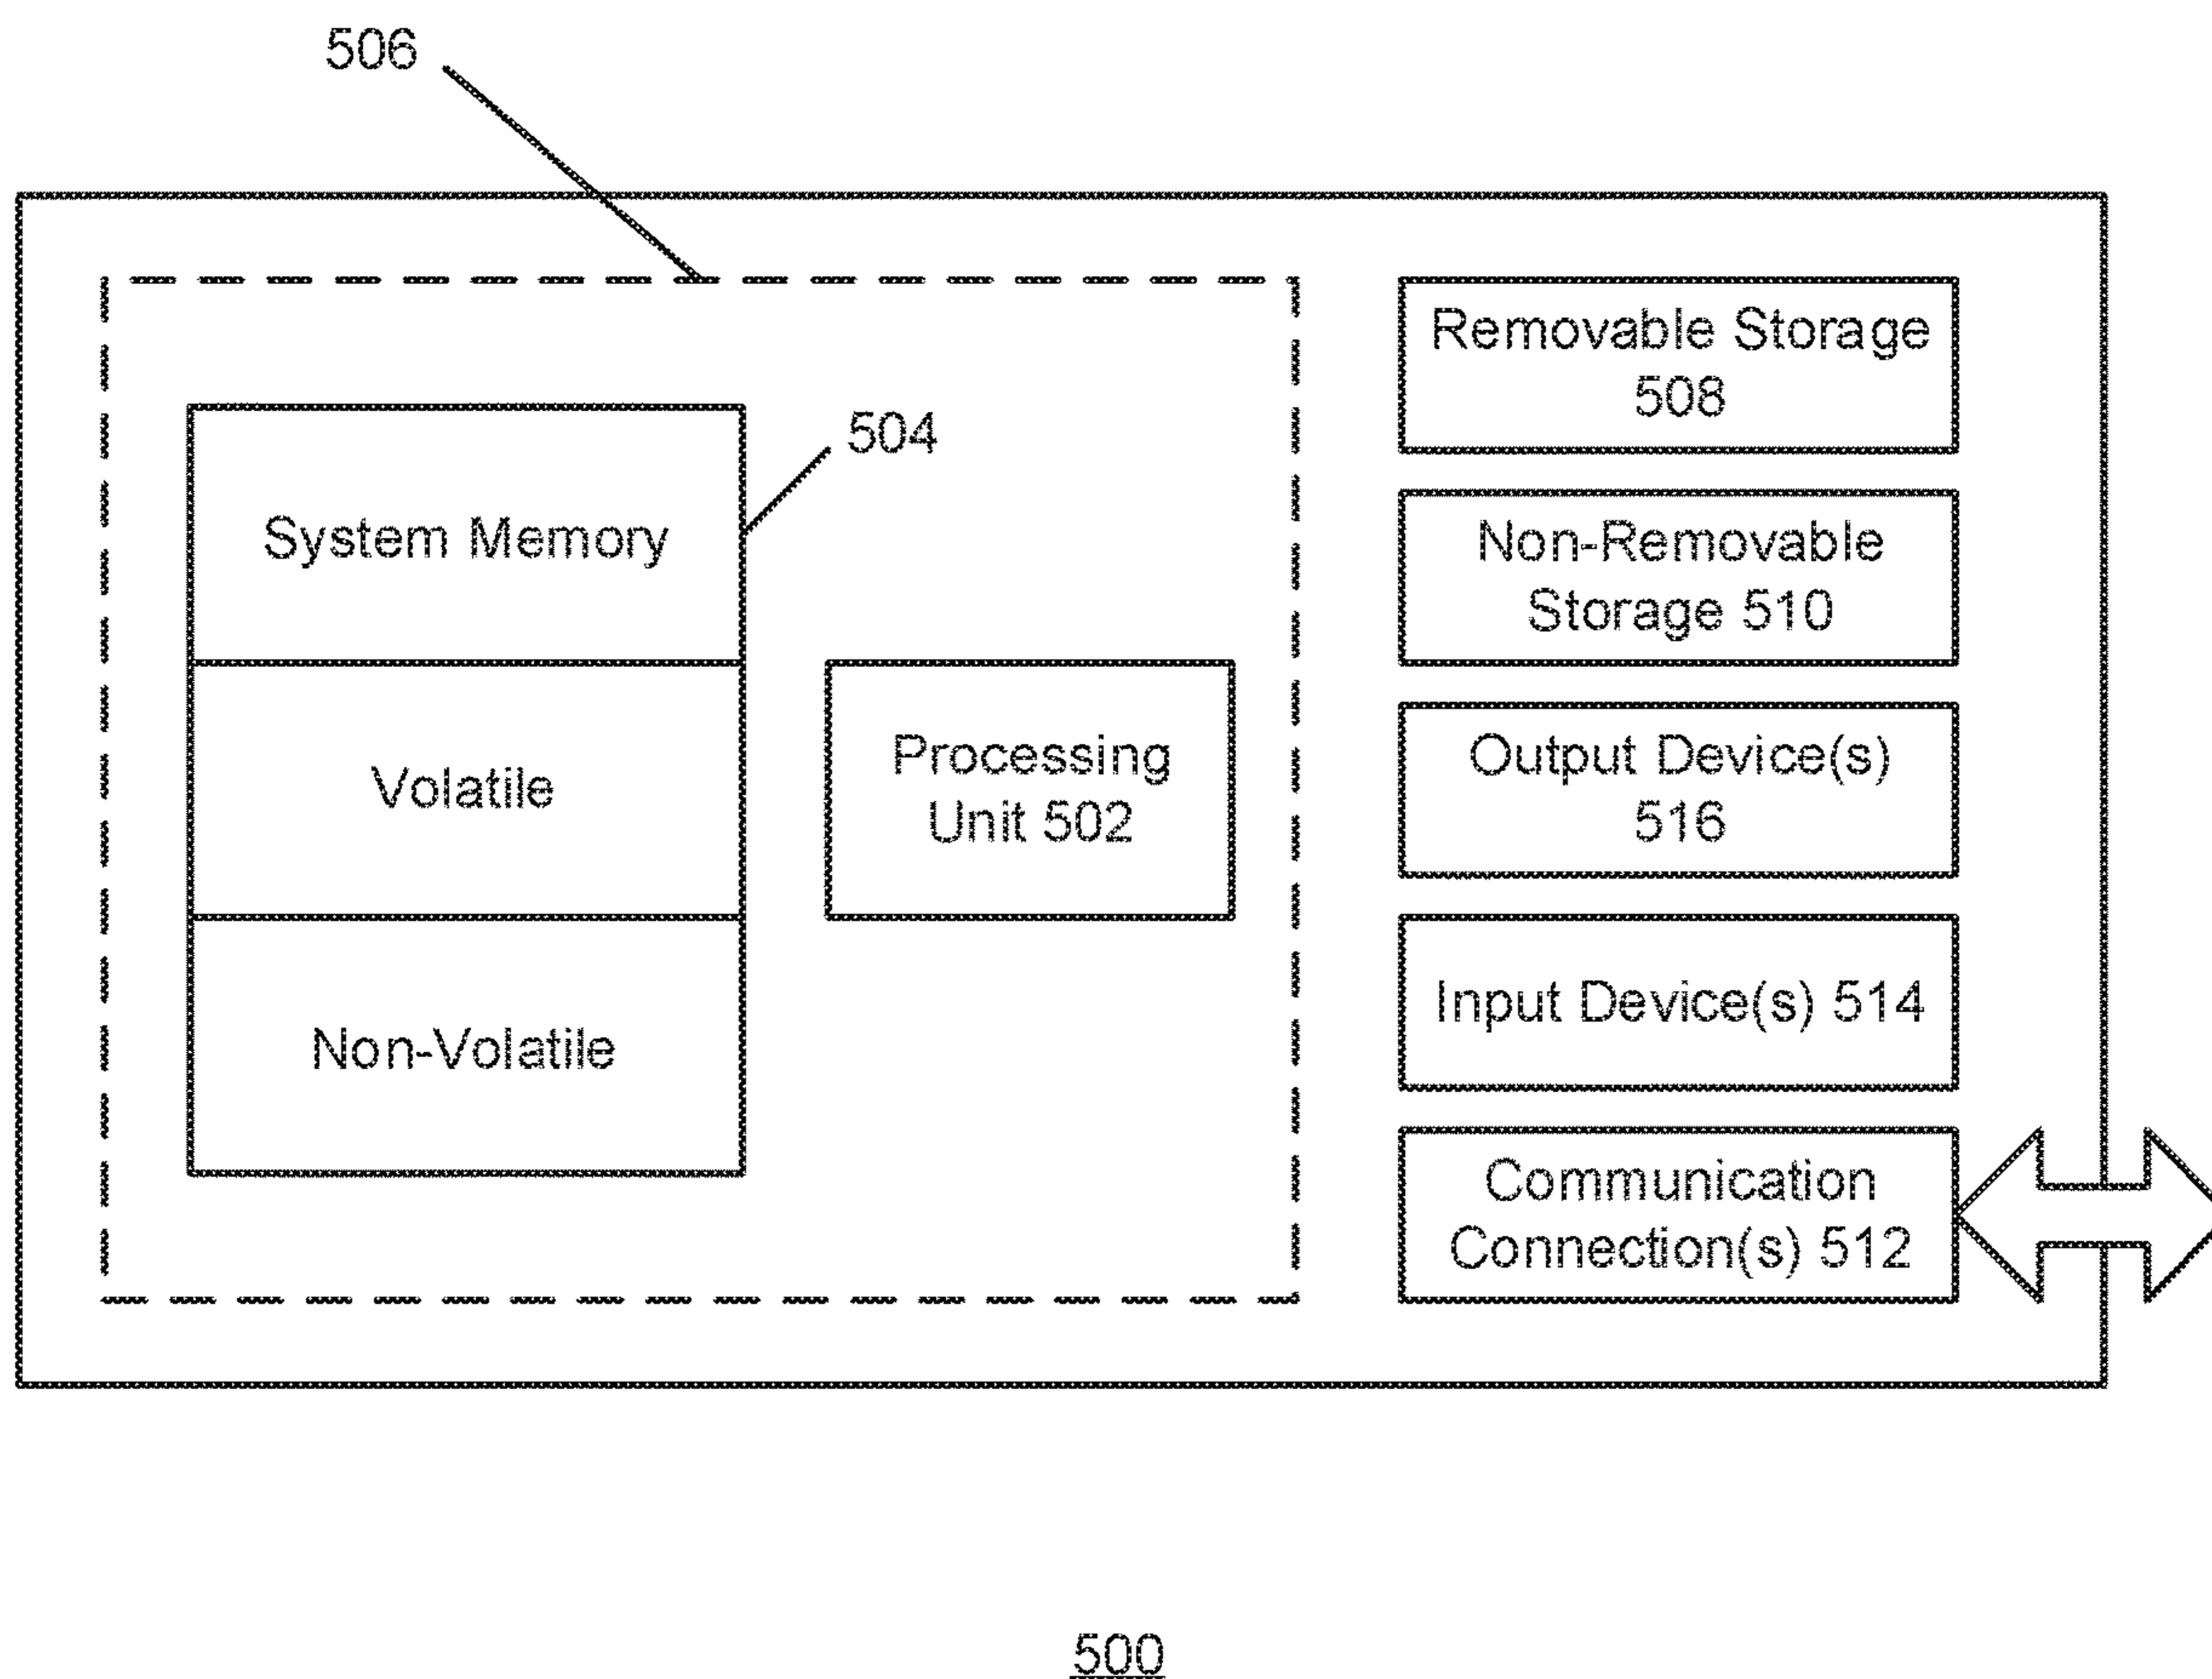 506
504
System Memory
Volatile
Non-Volatile
Processing
Unit 502
Removable Storage
508
Non-Removable
Storage 510
Output Device(s)
516
Input Device(s) 514
Communication
Connection(s) 512
500